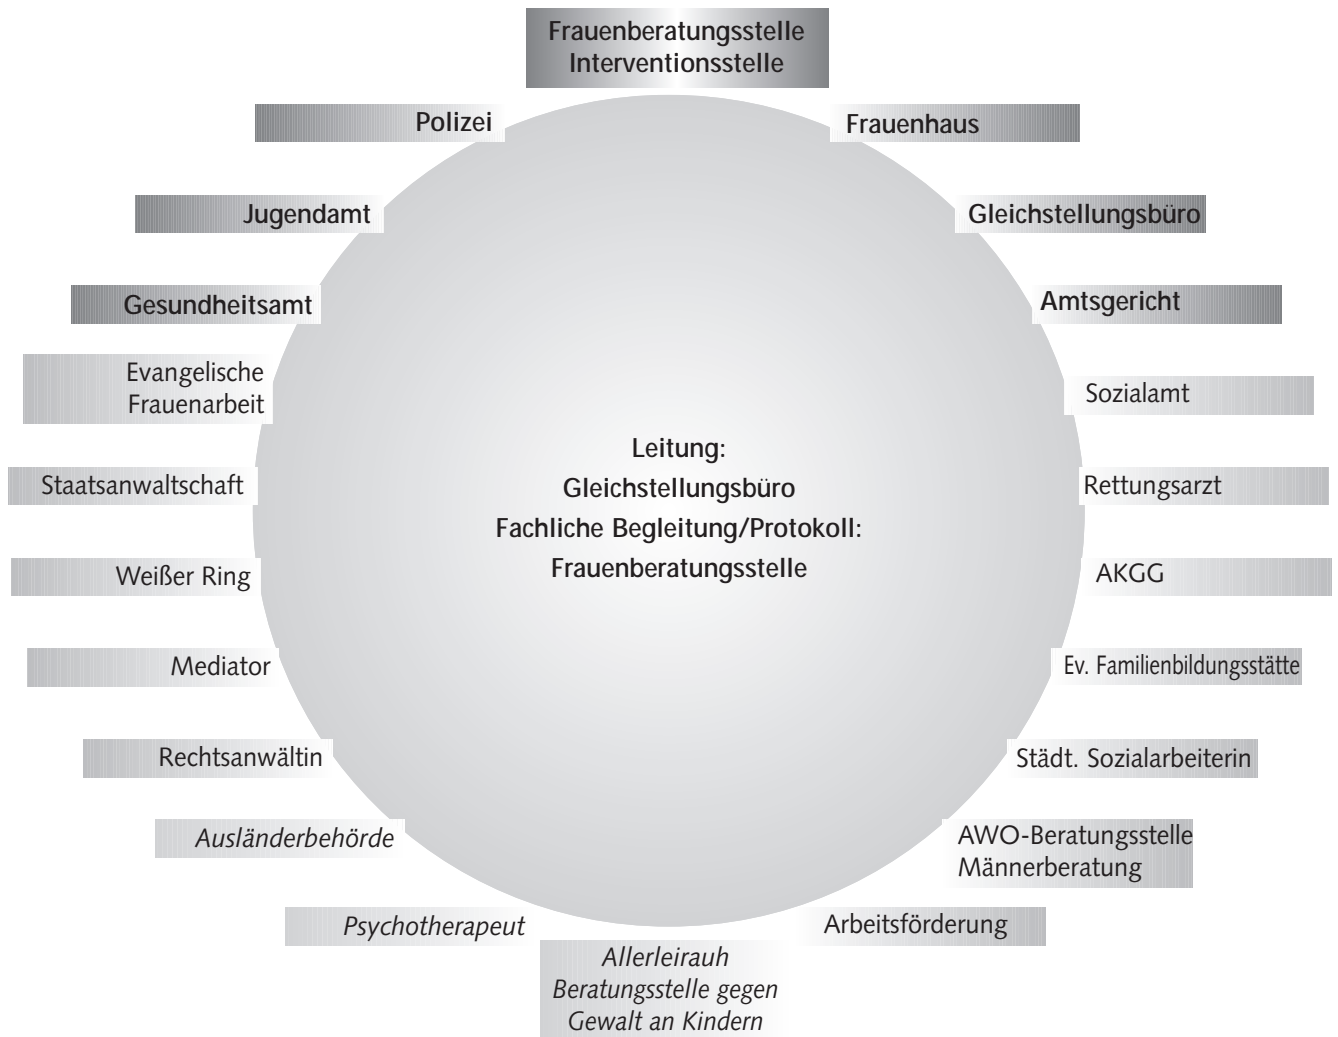 Frauenberatungsstelle
Interventionsstelle
Polizei
Frauenhaus
Jugendamt
Gleichstellungsbüro
Gesundheitsamt
Amtsgericht
Evangelische
Frauenarbeit
Sozialamt
Leitung:
Gleichstellungsbüro
Fachliche Begleitung/Protokoll:
Frauenberatungsstelle
Staatsanwaltschaft
Rettungsarzt
Weißer Ring
AKGG
Mediator
Ev. Familienbildungsstätte
Rechtsanwältin
Städt. Sozialarbeiterin
Ausländerbehörde
AWO-Beratungsstelle
Männerberatung
Psychotherapeut
Arbeitsförderung
Allerleirauh
Beratungsstelle gegen
Gewalt an Kindern